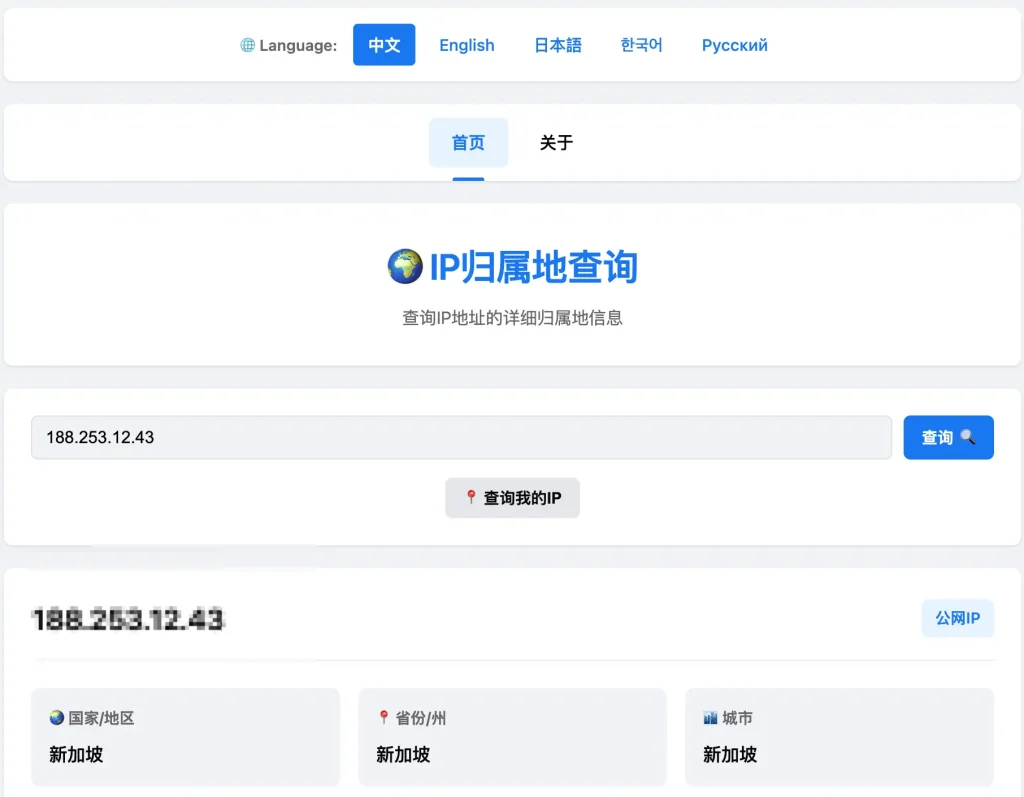 🌐 Language: 中文 English 日本語 한국어 Русский
首页 关于
🌍IP归属地查询
查询IP地址的详细归属地信息
188.253.12.43 查询 🔍
📍 查询我的IP
188.253.12.43 公网IP
🌏 国家/地区 📍 省份/州 🏙️ 城市
新加坡 新加坡 新加坡